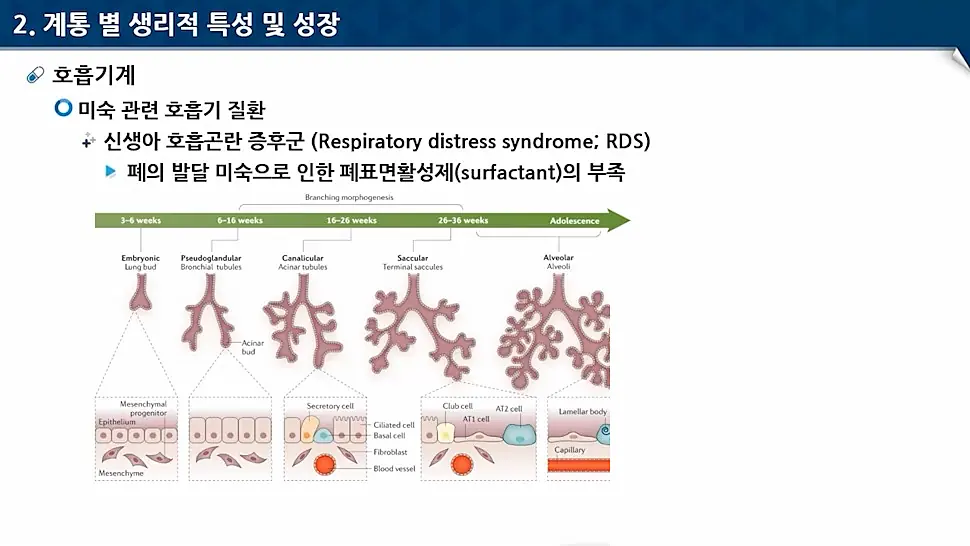 2. 계통 별 생리적 특성 및 성장
호흡기계
미숙 관련 호흡기 질환
신생아 호흡곤란 증후군 (Respiratory distress syndrome; RDS)
폐의 발달 미숙으로 인한 폐표면활성제(surfactant)의 부족
Branching morphogenesis
3–6 weeks 6–16 weeks 16–26 weeks 26–36 weeks Adolescence
Embryonic Pseudoglandular Canalicular Saccular Alveolar
Lung bud Bronchial tubules Acinar tubules Terminal saccules Alveoli
Acinar
bud
Mesenchymal
progenitor
Epithelium
Mesenchyme
Secretory cell
Ciliated cell
Basal cell
Fibroblast
Blood vessel
Club cell
AT1 cell
AT2 cell
Lamellar body
Capillary